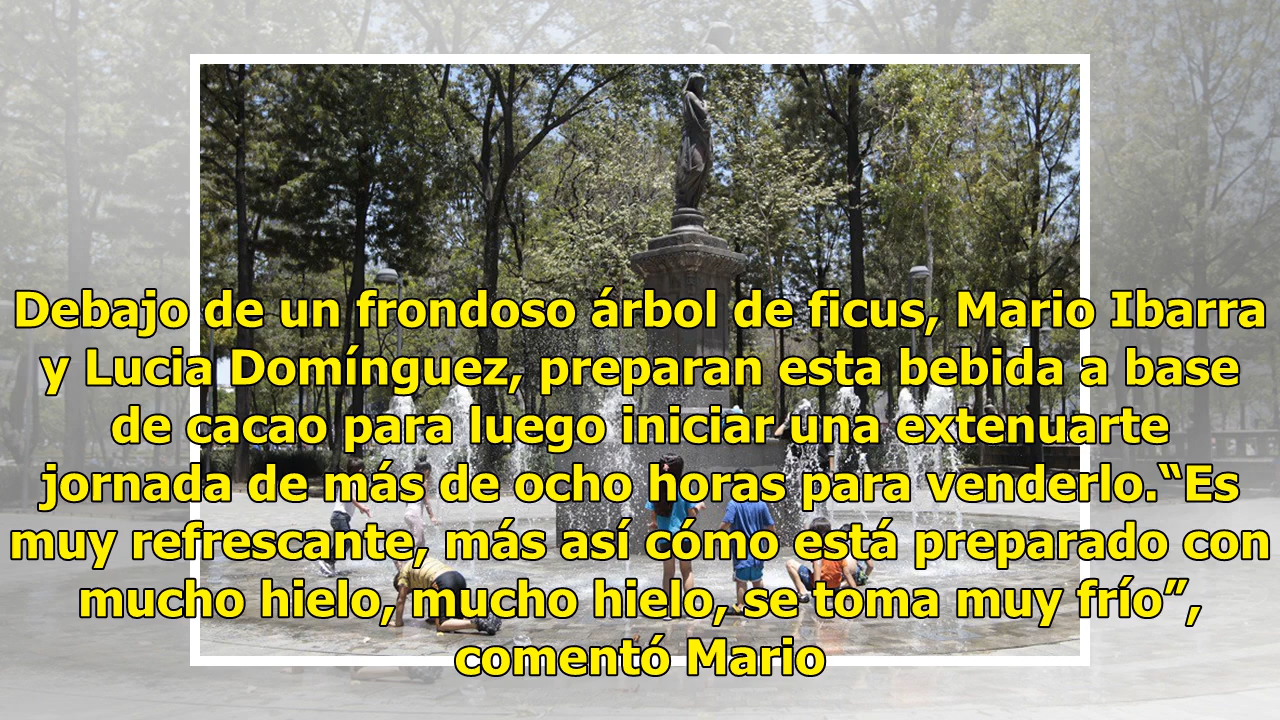 Debajo de un frondoso árbol de ficus, Mario Ibarra
y Lucia Domínguez, preparan esta bebida a base
de cacao para luego iniciar una extenuarte
jornada de más de ocho horas para venderlo.“Es
muy refrescante, más así cómo está preparado con
mucho hielo, mucho hielo, se toma muy frío”,
comentó Mario